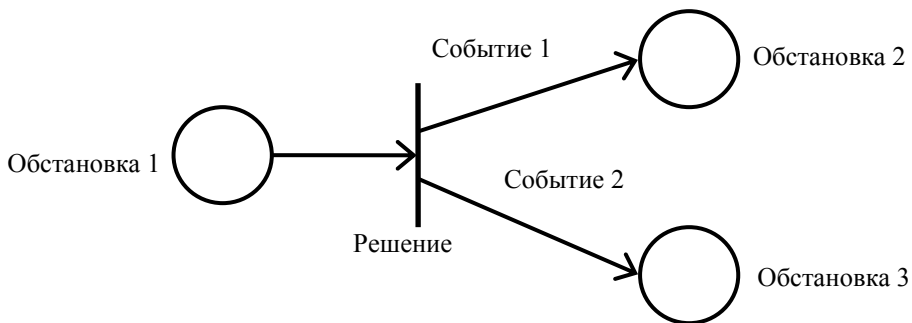 Событие 1
Обстановка 2
Обстановка 1
Событие 2
Решение
Обстановка 3